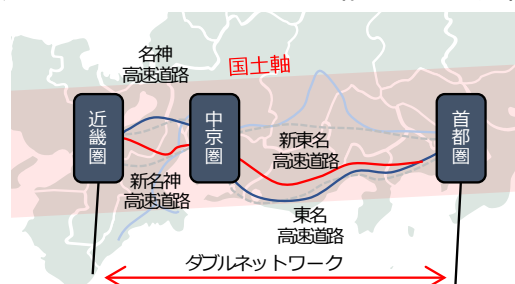 名神
高速道路
国土軸
近畿圏
中京圏
首都圏
新東名
高速道路
新名神
高速道路
東名
高速道路
ダブルネットワーク